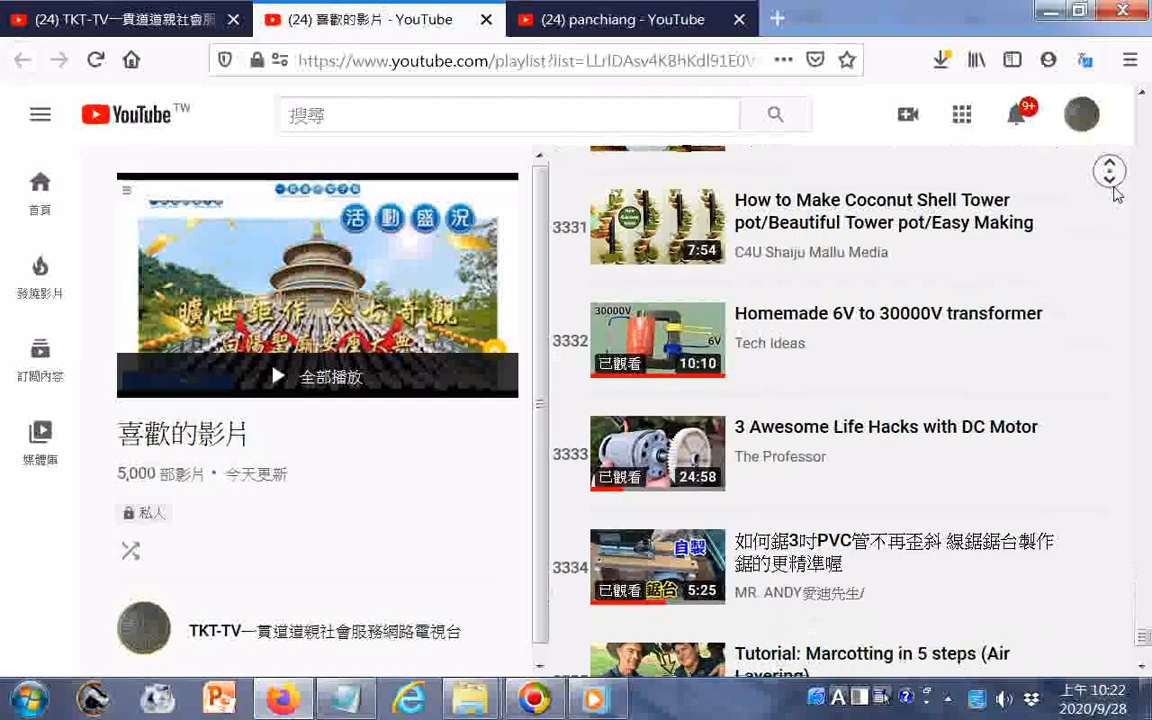 (24) TKT-TV一貫道道親社會服
(24) 喜歡的影片 - YouTube
(24) panchiang - YouTube
https://www.youtube.com/playlist?list=LLrIDAsv4KBhKdl91E0V
YouTube TW
搜尋
9+
首頁
發燒影片
訂閱內容
媒體庫
活動盛況
曠世鉅作 今古奇觀
全部播放
喜歡的影片
5,000 部影片 • 今天更新
私人
TKT-TV一貫道道親社會服務網路電視台
3331
7:54
How to Make Coconut Shell Tower
pot/Beautiful Tower pot/Easy Making
C4U Shaiju Mallu Media
3332
30000V
6V
已觀看
10:10
Homemade 6V to 30000V transformer
Tech ideas
3333
已觀看
24:58
3 Awesome Life Hacks with DC Motor
The Professor
3334
自製
鋸台
已觀看
5:25
如何鋸3吋PVC管不再歪斜 線鋸鋸台製作
鋸的更精準喔
MR. ANDY愛迪先生/
Tutorial: Marcotting in 5 steps (Air
Layering)
上午 10:22
2020/9/28